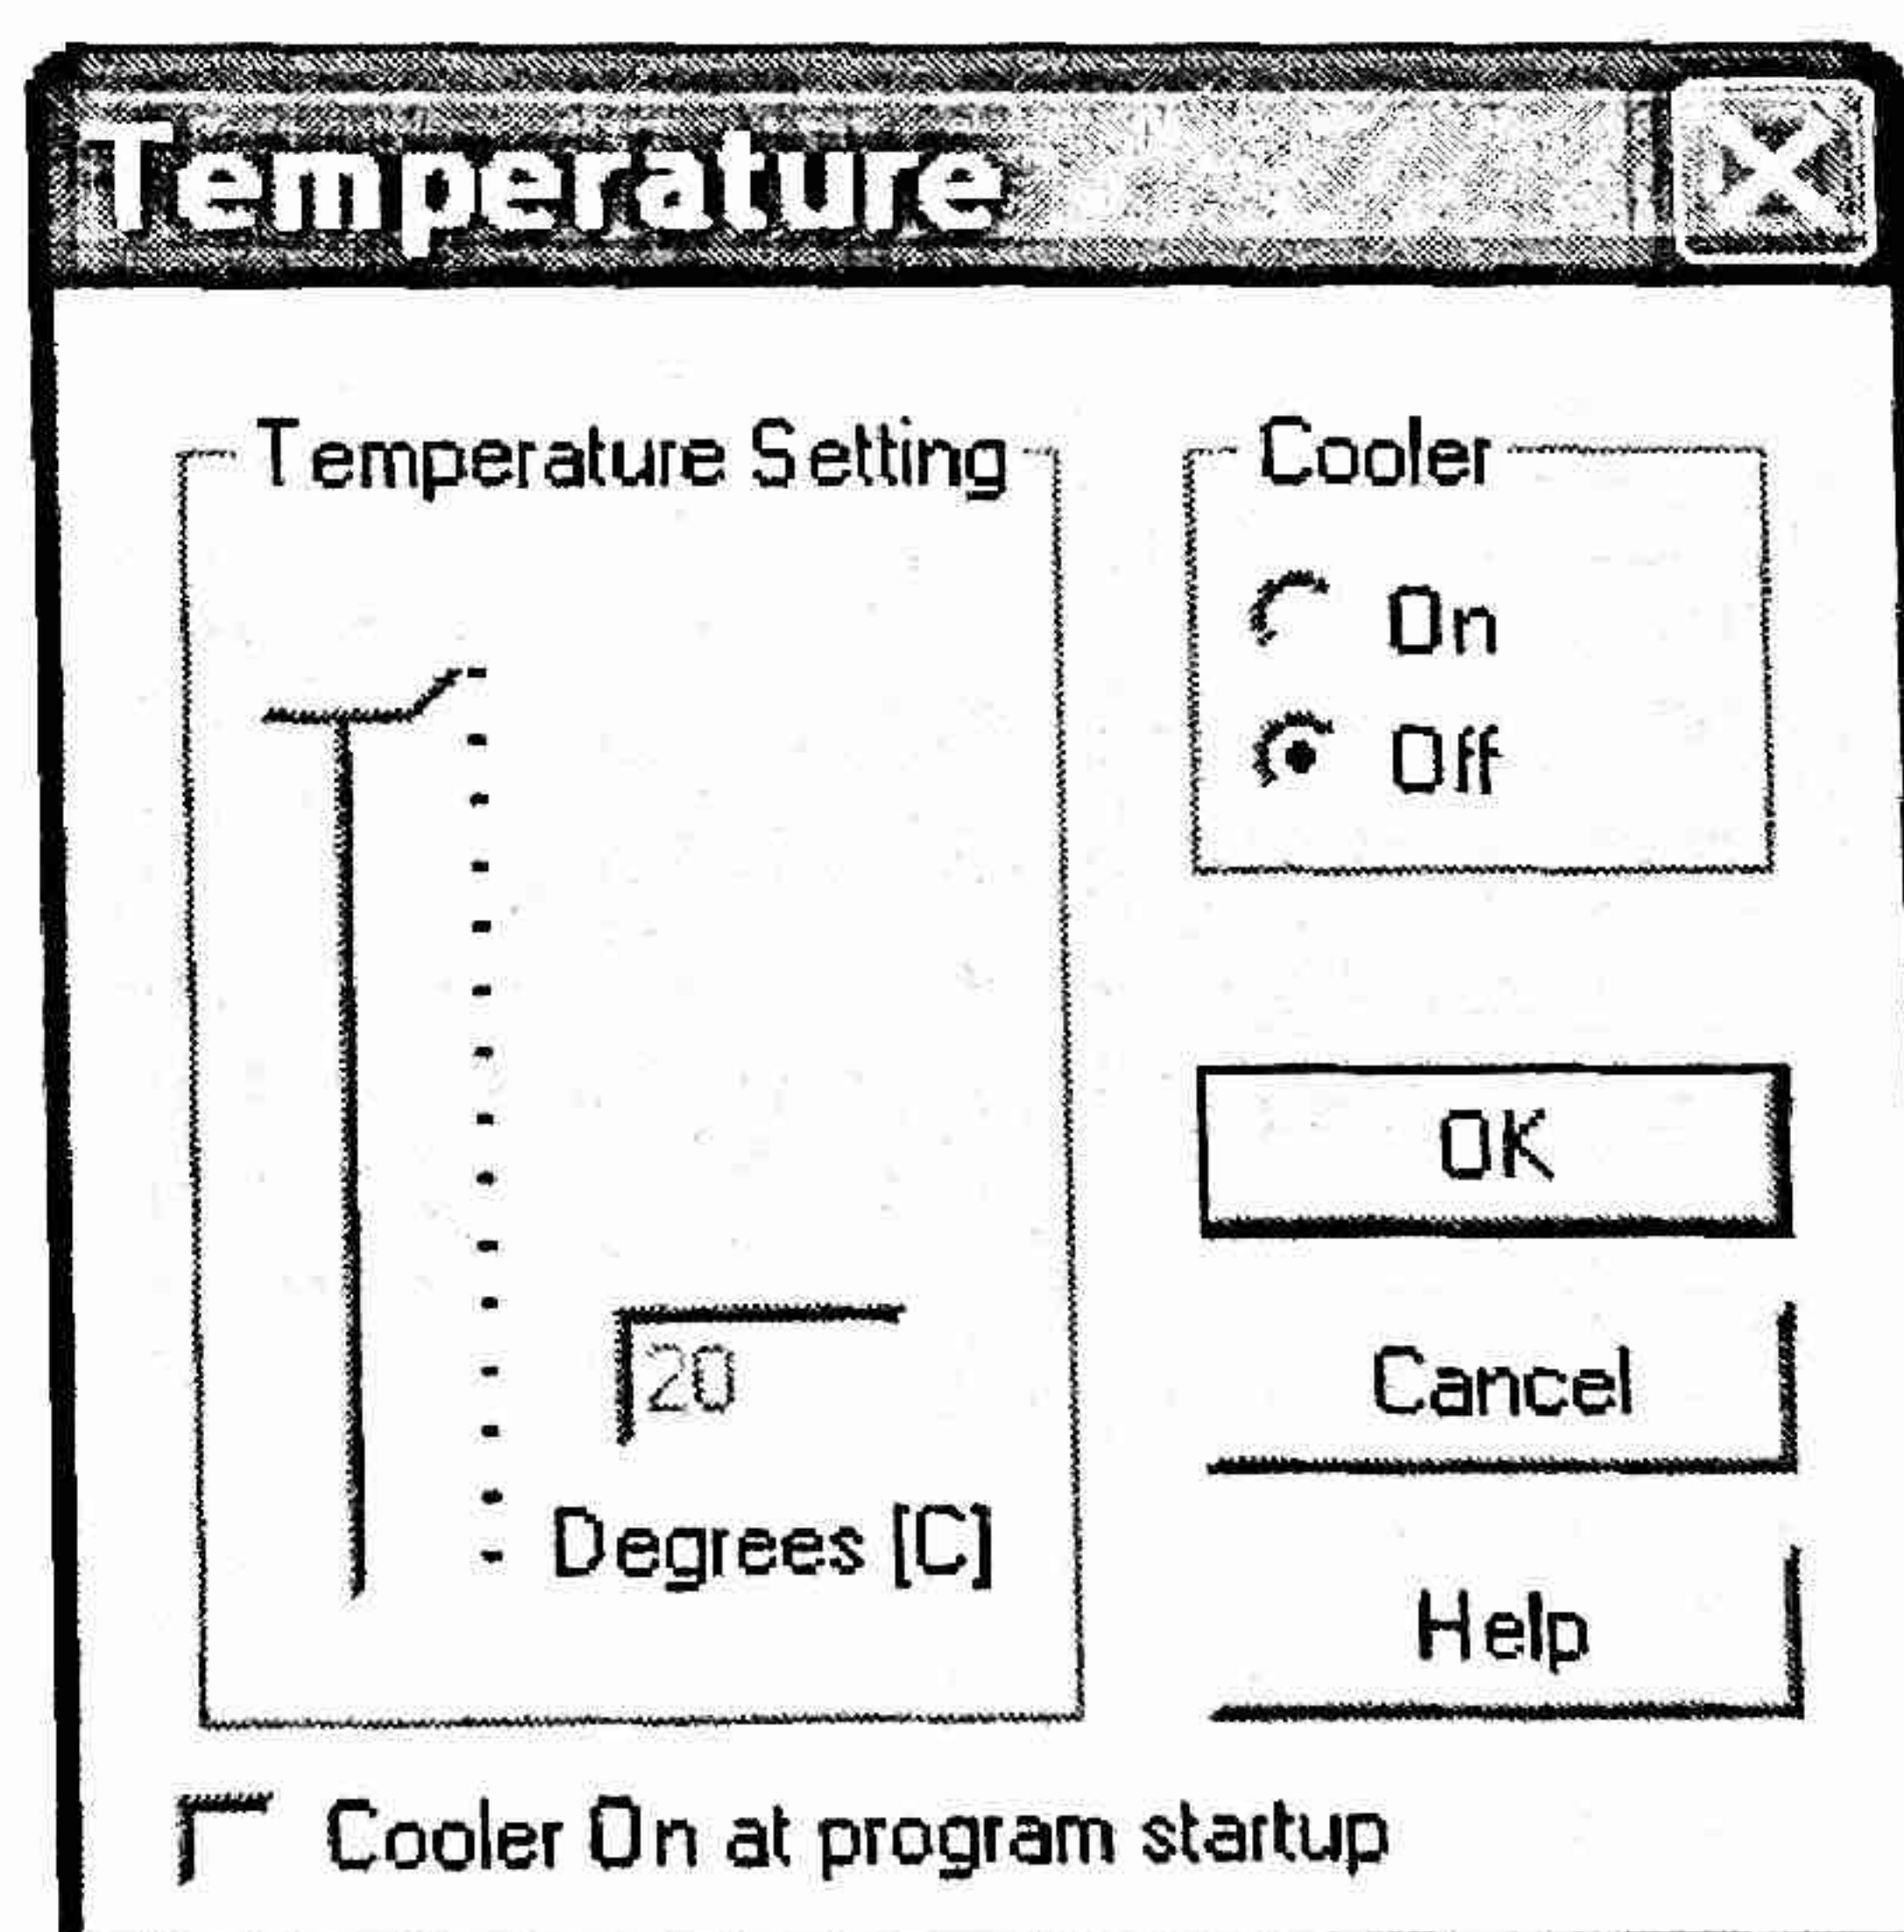 Temperature
Temperature Setting
Cooler
On
Off
20
Degrees [C]
OK
Cancel
Help
Cooler On at program startup